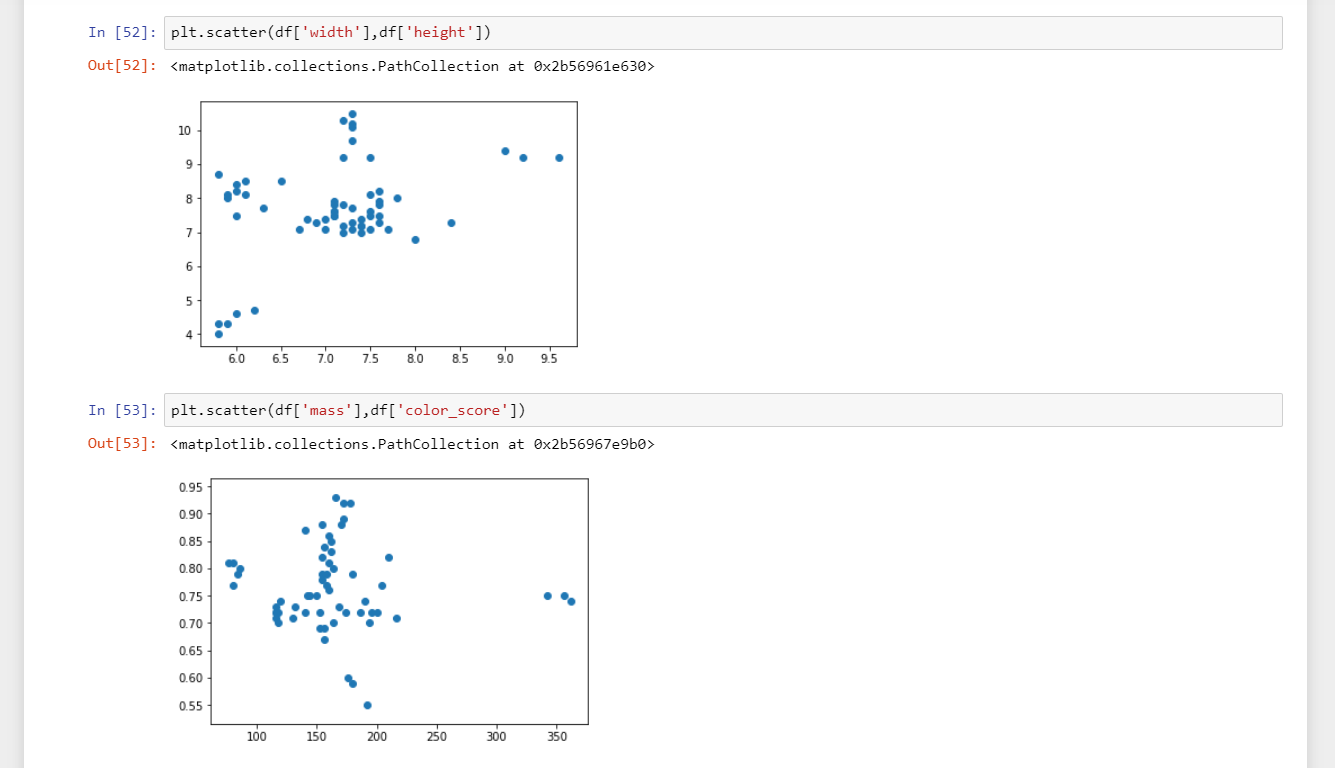 In [52]: plt.scatter(df['width'],df['height'])
Out[52]: <matplotlib.collections.PathCollection at 0x2b56961e630>
10
9
8
7
6
5
4
6.0 6.5 7.0 7.5 8.0 8.5 9.0 9.5
In [53]: plt.scatter(df['mass'],df['color_score'])
Out[53]: <matplotlib.collections.PathCollection at 0x2b56967e9b0>
0.95
0.90
0.85
0.80
0.75
0.70
0.65
0.60
0.55
100 150 200 250 300 350